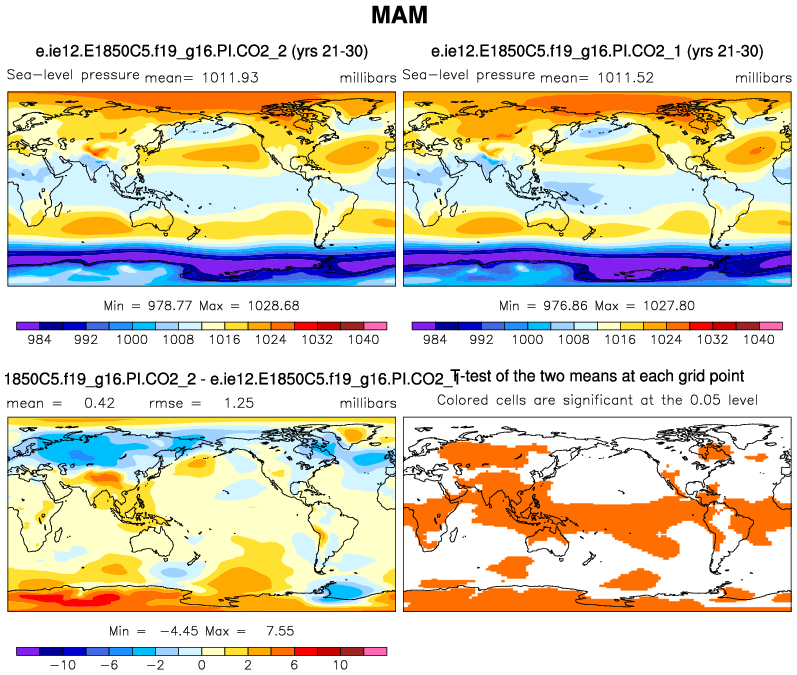 MAM
e.ie12.E1850C5.f19_g16.PI.CO2_2 (yrs 21-30)
e.ie12.E1850C5.f19_g16.PI.CO2_1 (yrs 21-30)
Sea-level pressure mean= 1011.93 millibars
Sea-level pressure mean= 1011.52 millibars
Min = 978.77 Max = 1028.68
Min = 976.86 Max = 1027.80
984 992 1000 1008 1016 1024 1032 1040
984 992 1000 1008 1016 1024 1032 1040
1850C5.f19_g16.PI.CO2_2 - e.ie12.E1850C5.f19_g16.PI.CO2_1
T-test of the two means at each grid point
mean = 0.42 rmse = 1.25 millibars
Colored cells are significant at the 0.05 level
Min = -4.45 Max = 7.55
-10 -6 -2 0 2 6 10